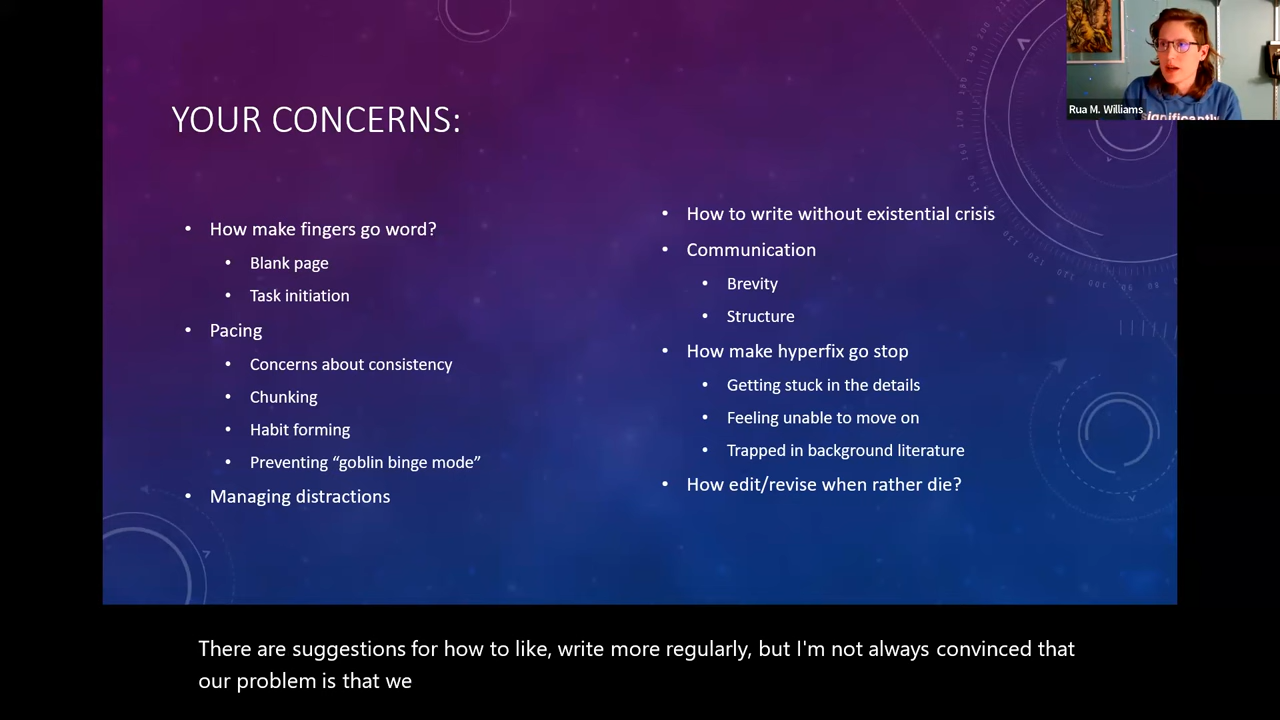 YOUR CONCERNS:
• How make fingers go word?
• Blank page
• Task initiation
• Pacing
• Concerns about consistency
• Chunking
• Habit forming
• Preventing “goblin binge mode”
• Managing distractions
• How to write without existential crisis
• Communication
• Brevity
• Structure
• How make hyperfix go stop
• Getting stuck in the details
• Feeling unable to move on
• Trapped in background literature
• How edit/revise when rather die?
Rua M. Williams
There are suggestions for how to like, write more regularly, but I'm not always convinced that
our problem is that we